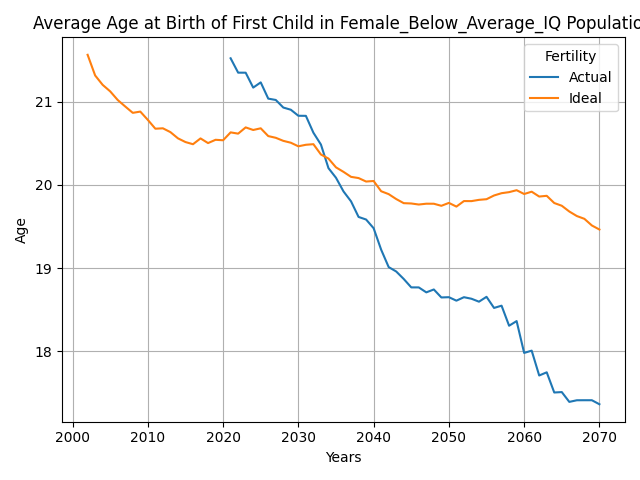 Average Age at Birth of First Child in Female_Below_Average_IQ Populatio
Fertility
Actual
Ideal
21
20
19
18
Age
2000
2010
2020
2030
2040
2050
2060
2070
Years